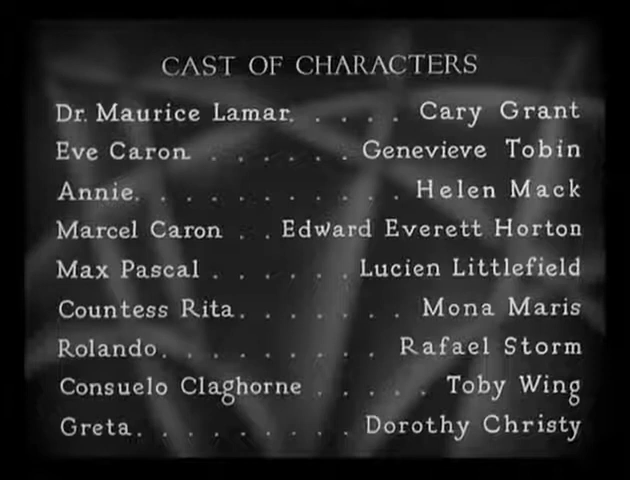 CAST OF CHARACTERS
Dr. Maurice Lamar. . . . . Cary Grant
Eve Caron . . . . . . Genevieve Tobin
Annie. . . . . . . . . . . Helen Mack
Marcel Caron . . Edward Everett Horton
Max Pascal . . . . . . Lucien Littlefield
Countess Rita. . . . . . . Mona Maris
Rolando. . . . . . . . . Rafael Storm
Consuelo Claghorne . . . . . Toby Wing
Greta. . . . . . . . . Dorothy Christy